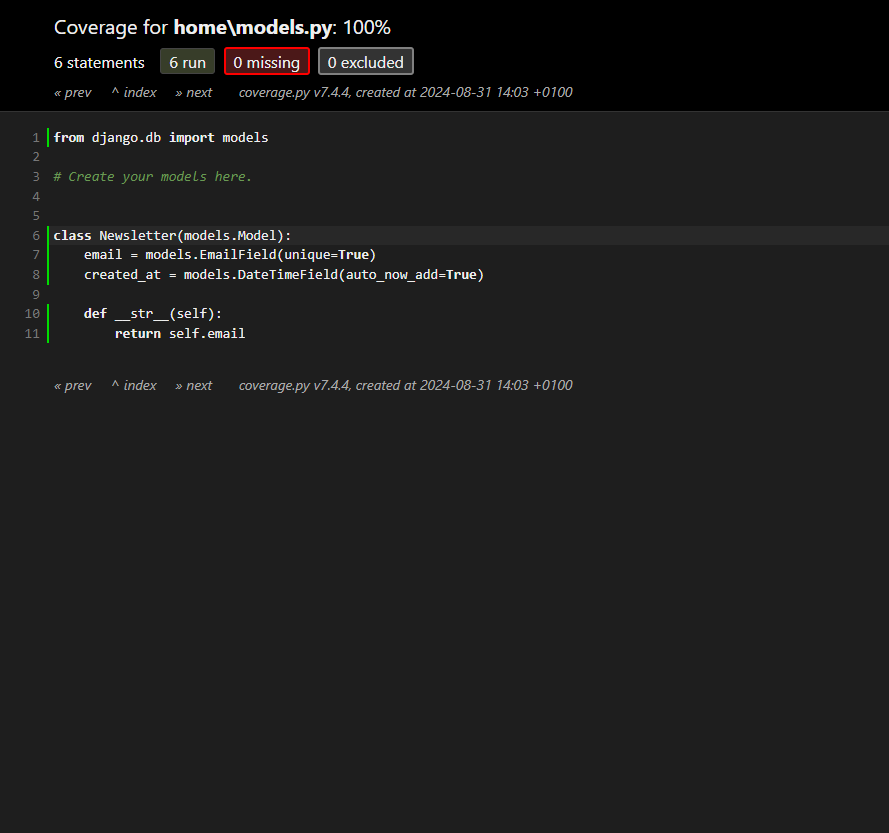 Coverage for home\models.py: 100%
6 statements 6 run 0 missing 0 excluded
« prev ^ index » next coverage.py v7.4.4, created at 2024-08-31 14:03 +0100
1 from django.db import models
2
3 # Create your models here.
4
5
6 class Newsletter(models.Model):
7     email = models.EmailField(unique=True)
8     created_at = models.DateTimeField(auto_now_add=True)
9
10     def __str__(self):
11         return self.email
« prev ^ index » next coverage.py v7.4.4, created at 2024-08-31 14:03 +0100